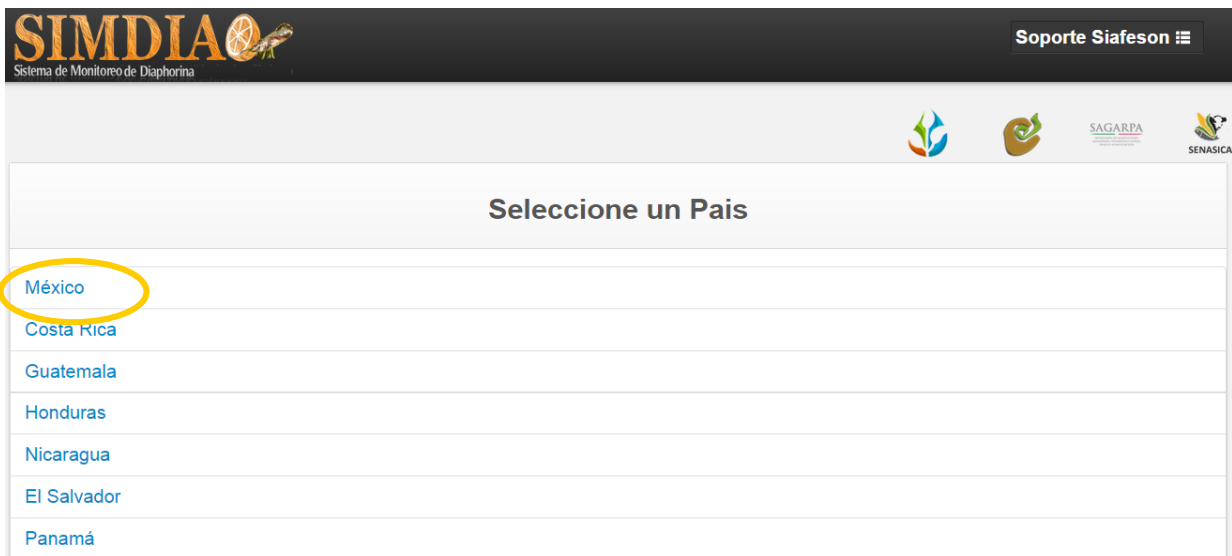 SIMDIA
Sistema de Monitoreo de Diaphorina
Soporte Siafeson
SAGARPA
SENASICA
Seleccione un Pais
México
Costa Rica
Guatemala
Honduras
Nicaragua
El Salvador
Panamá